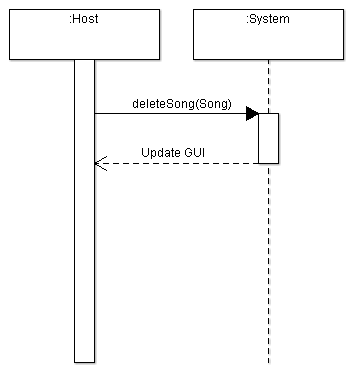 :Host
:System
deleteSong(Song)
Update GUI